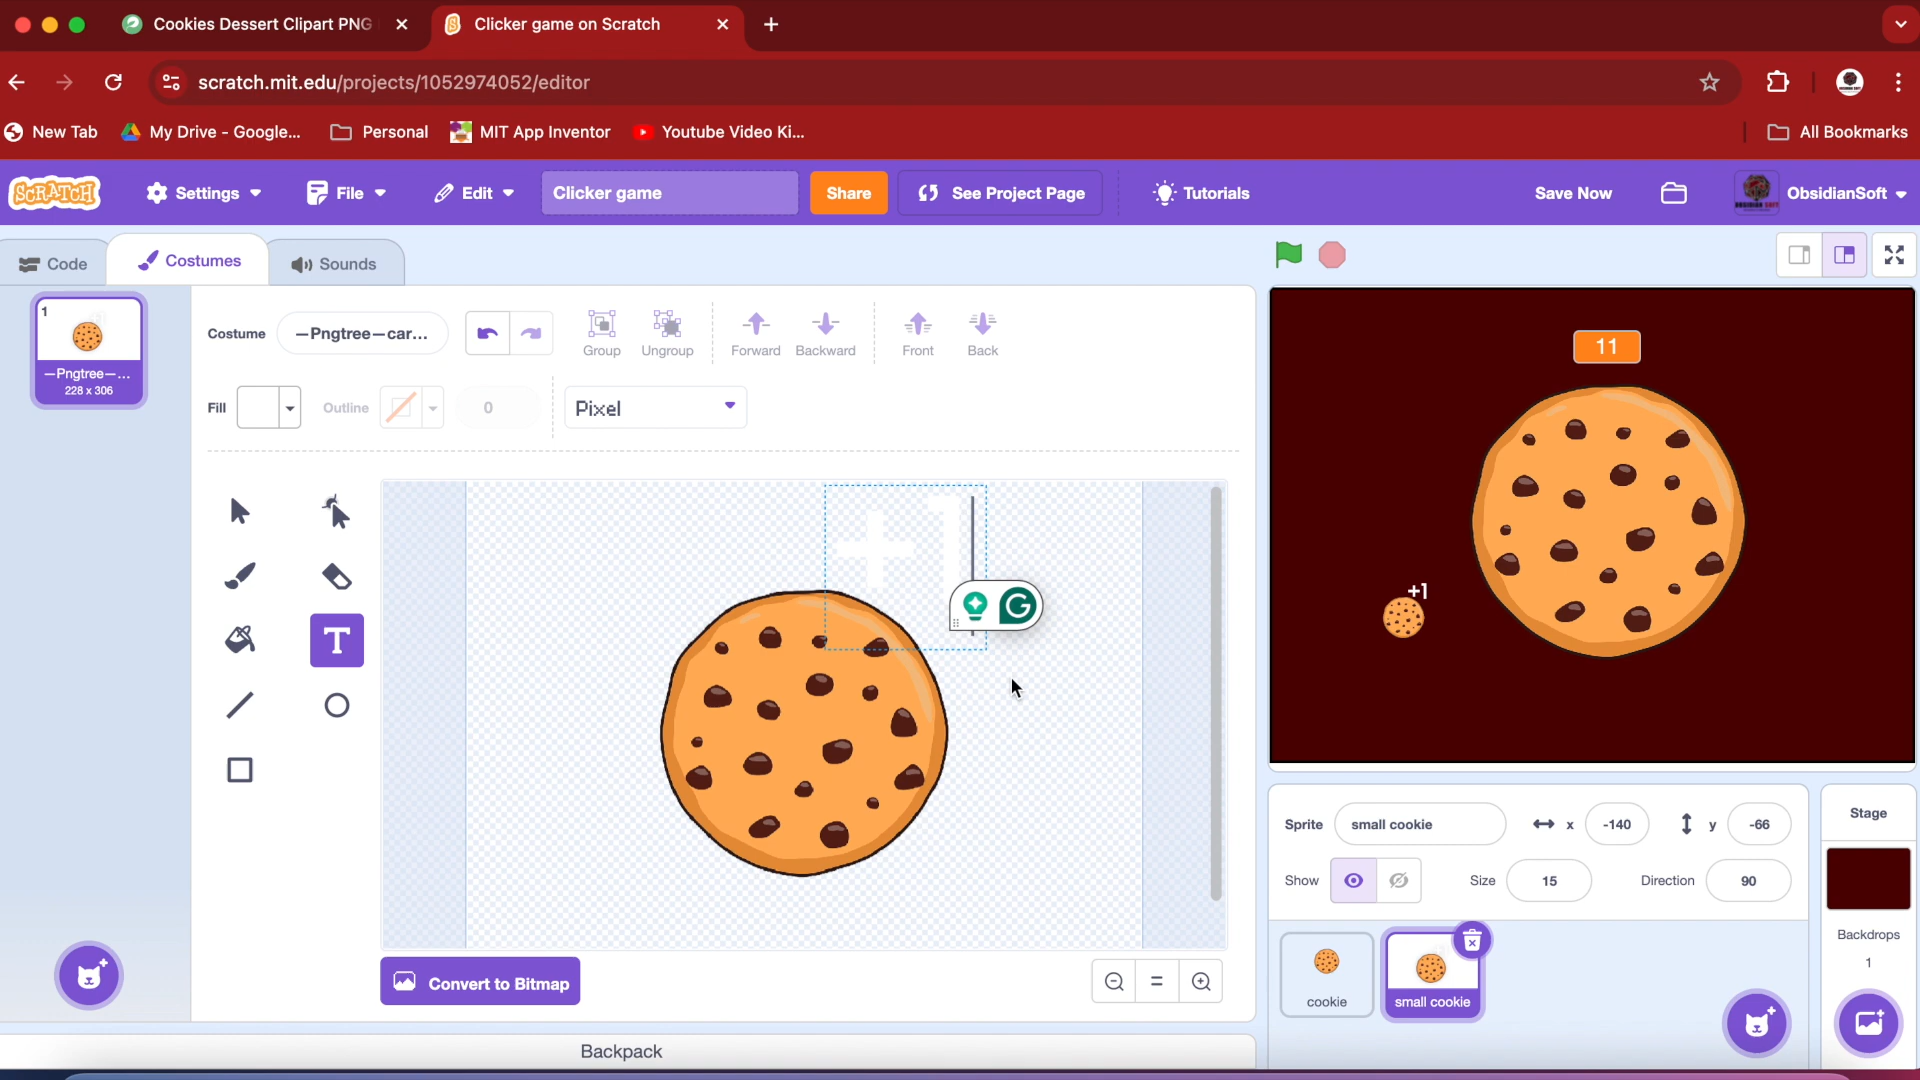 Cookies Dessert Clipart PNG
Clicker game on Scratch
scratch.mit.edu/projects/1052974052/editor
New Tab
My Drive - Google...
Personal
MIT App Inventor
Youtube Video Ki...
All Bookmarks
SCRATCH
Settings
File
Edit
Clicker game
Share
See Project Page
Tutorials
Save Now
ObsidianSoft
Code
Costumes
Sounds
1
—Pngtree—...
228 x 306
Costume
—Pngtree—car...
Group
Ungroup
Forward
Backward
Front
Back
Fill
Outline
0
Pixel
T
+1
G
Convert to Bitmap
Backpack
11
+1
Sprite
small cookie
x
-140
y
-66
Show
Size
15
Direction
90
cookie
small cookie
Stage
Backdrops
1